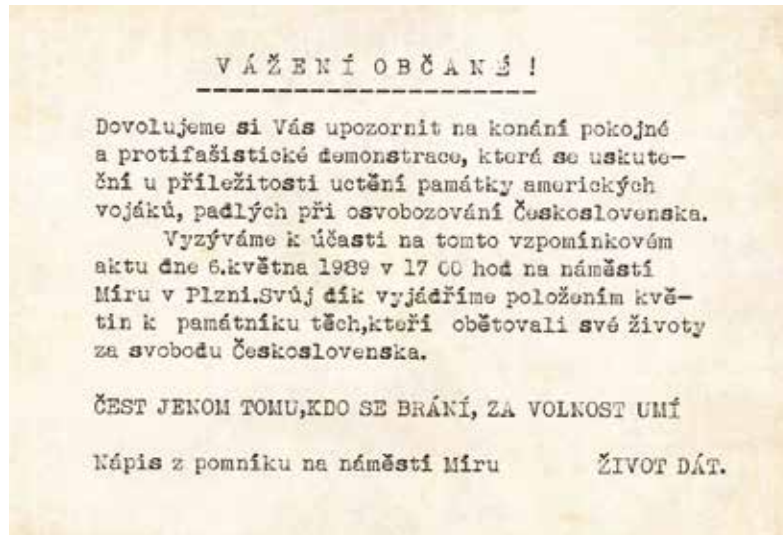 VÁŽENÍ OBČANÉ!
Dovolujeme si Vás upozornit na konání pokojné
a protifašistické demonstrace, která se uskute-
ční u příležitosti uctění památky amerických
vojáků, padlých při osvobozování Československa.
Vyzýváme k účasti na tomto vzpomínkovém
aktu dne 6.května 1989 v 17 00 hod na náměstí
Míru v Plzni.Svůj dík vyjádříme položením kvě-
tin k památníku těch,kteří obětovali své životy
za svobodu Československa.
ČEST JENOM TOMU,KDO SE BRÁNÍ, ZA VOLNOST UMÍ
Nápis z pomníku na náměstí Míru ŽIVOT DÁT.